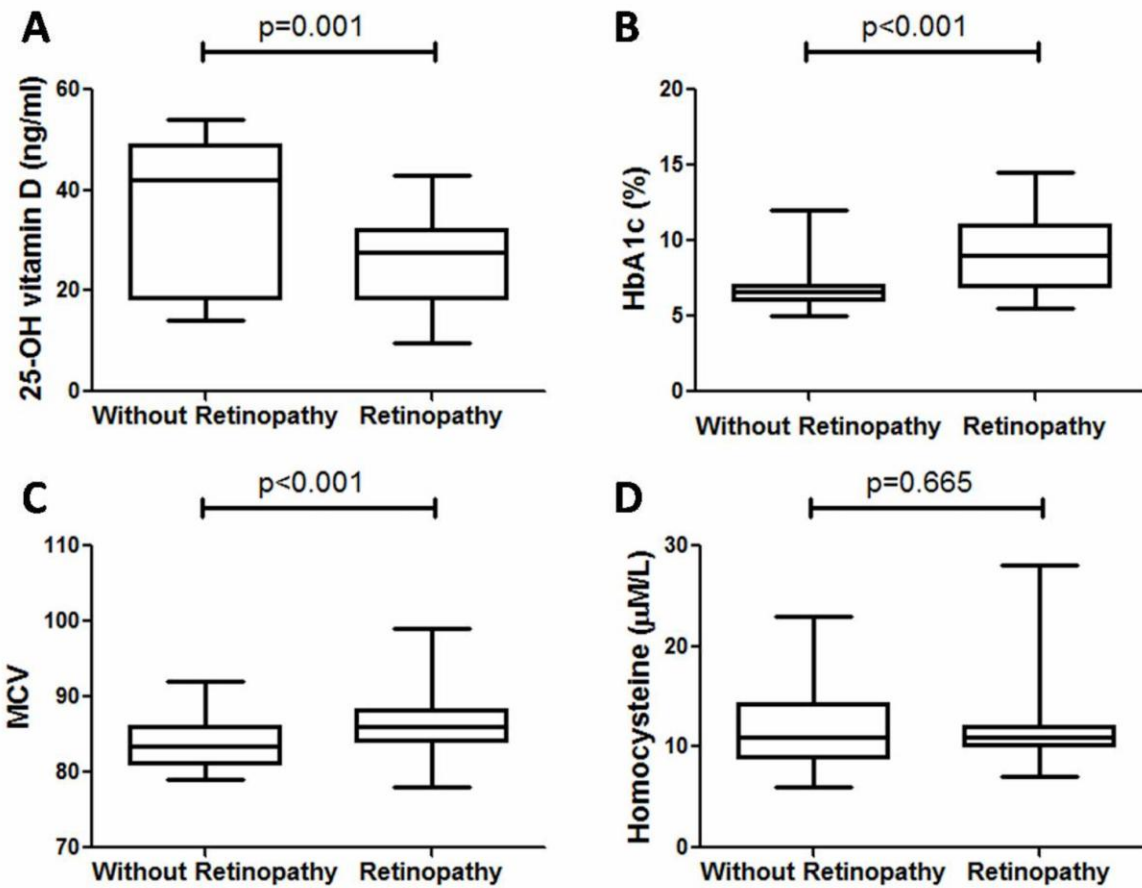 A
p=0.001
25-OH vitamin D (ng/ml)
60
40
20
0
Without Retinopathy
Retinopathy
B
p<0.001
HbA1c (%)
20
15
10
5
0
Without Retinopathy
Retinopathy
C
p<0.001
MCV
110
100
90
80
70
Without Retinopathy
Retinopathy
D
p=0.665
Homocysteine (µM/L)
30
20
10
0
Without Retinopathy
Retinopathy